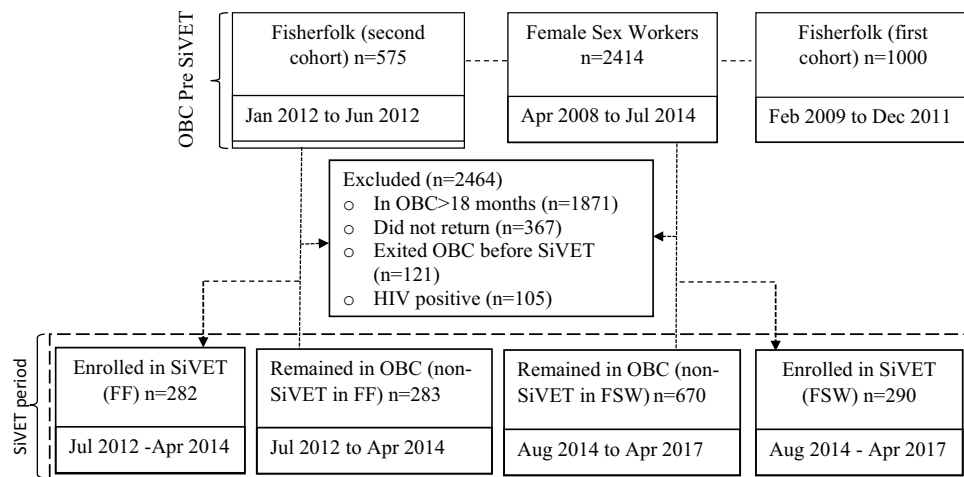 OBC Pre SiVET
Fisherfolk (second
cohort) n=575
Jan 2012 to Jun 2012
Female Sex Workers
n=2414
Apr 2008 to Jul 2014
Fisherfolk (first
cohort) n=1000
Feb 2009 to Dec 2011
Excluded (n=2464)
o In OBC>18 months (n=1871)
o Did not return (n=367)
o Exited OBC before SiVET
(n=121)
o HIV positive (n=105)
SiVET period
Enrolled in SiVET
(FF) n=282
Jul 2012 -Apr 2014
Remained in OBC (non-
SiVET in FF) n=283
Jul 2012 to Apr 2014
Remained in OBC (non-
SiVET in FSW) n=670
Aug 2014 to Apr 2017
Enrolled in SiVET
(FSW) n=290
Aug 2014 - Apr 2017